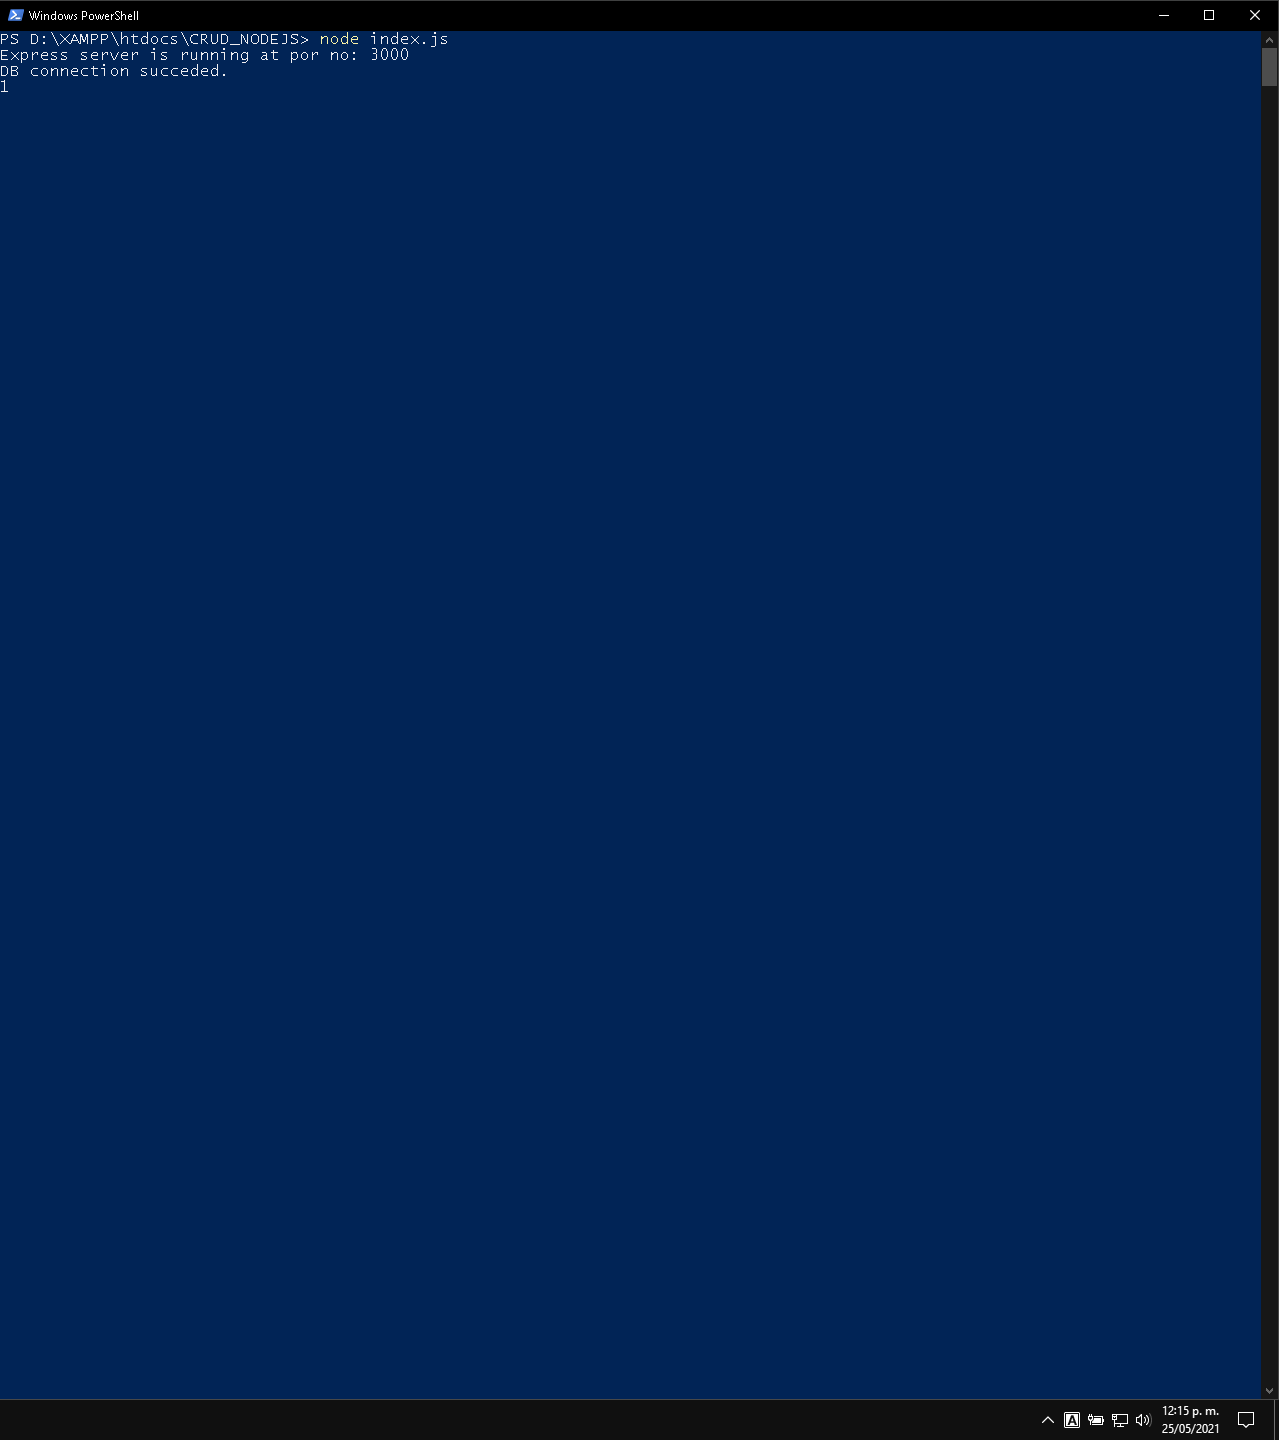 Windows PowerShell
PS D:\XAMPP\htdocs\CRUD_NODEJS> node index.js
Express server is running at por no: 3000
DB connection succeded.
1
A
12:15 p. m.
25/05/2021